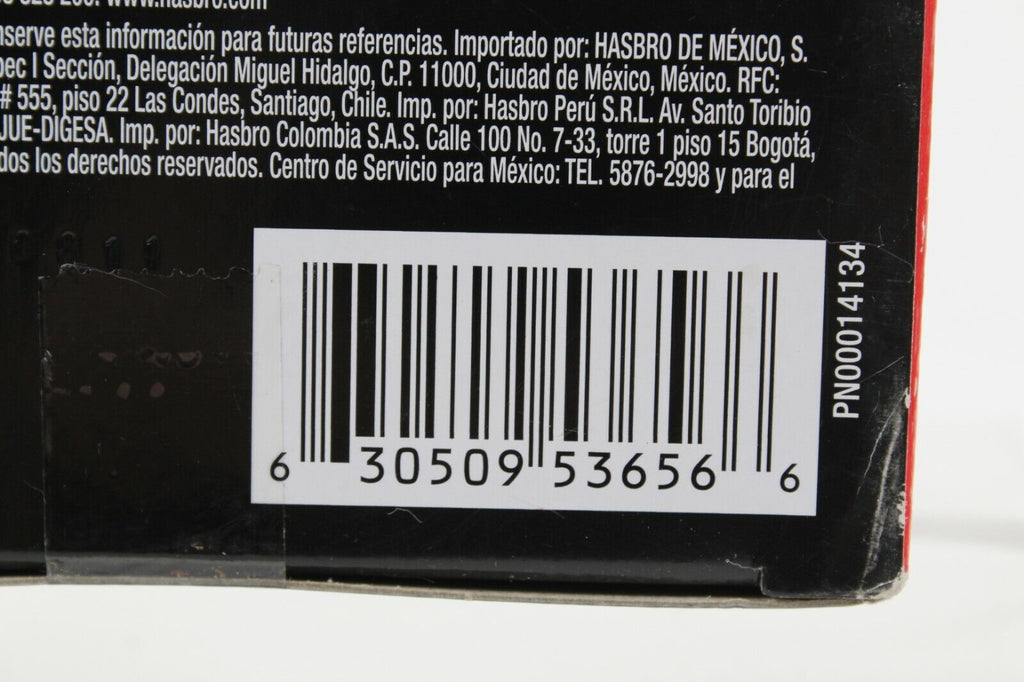 www.hasbro.com
nserve esta información para futuras referencias. Importado por: HASBRO DE MÉXICO, S.
pec I Sección, Delegación Miguel Hidalgo, C.P. 11000, Ciudad de México, México. RFC:
# 555, piso 22 Las Condes, Santiago, Chile. Imp. por: Hasbro Perú S.R.L. Av. Santo Toribio
JUE-DIGESA. Imp. por: Hasbro Colombia S.A.S. Calle 100 No. 7-33, torre 1 piso 15 Bogotá,
dos los derechos reservados. Centro de Servicio para México: TEL. 5876-2998 y para el
6 30509 53656 6
PN00014134